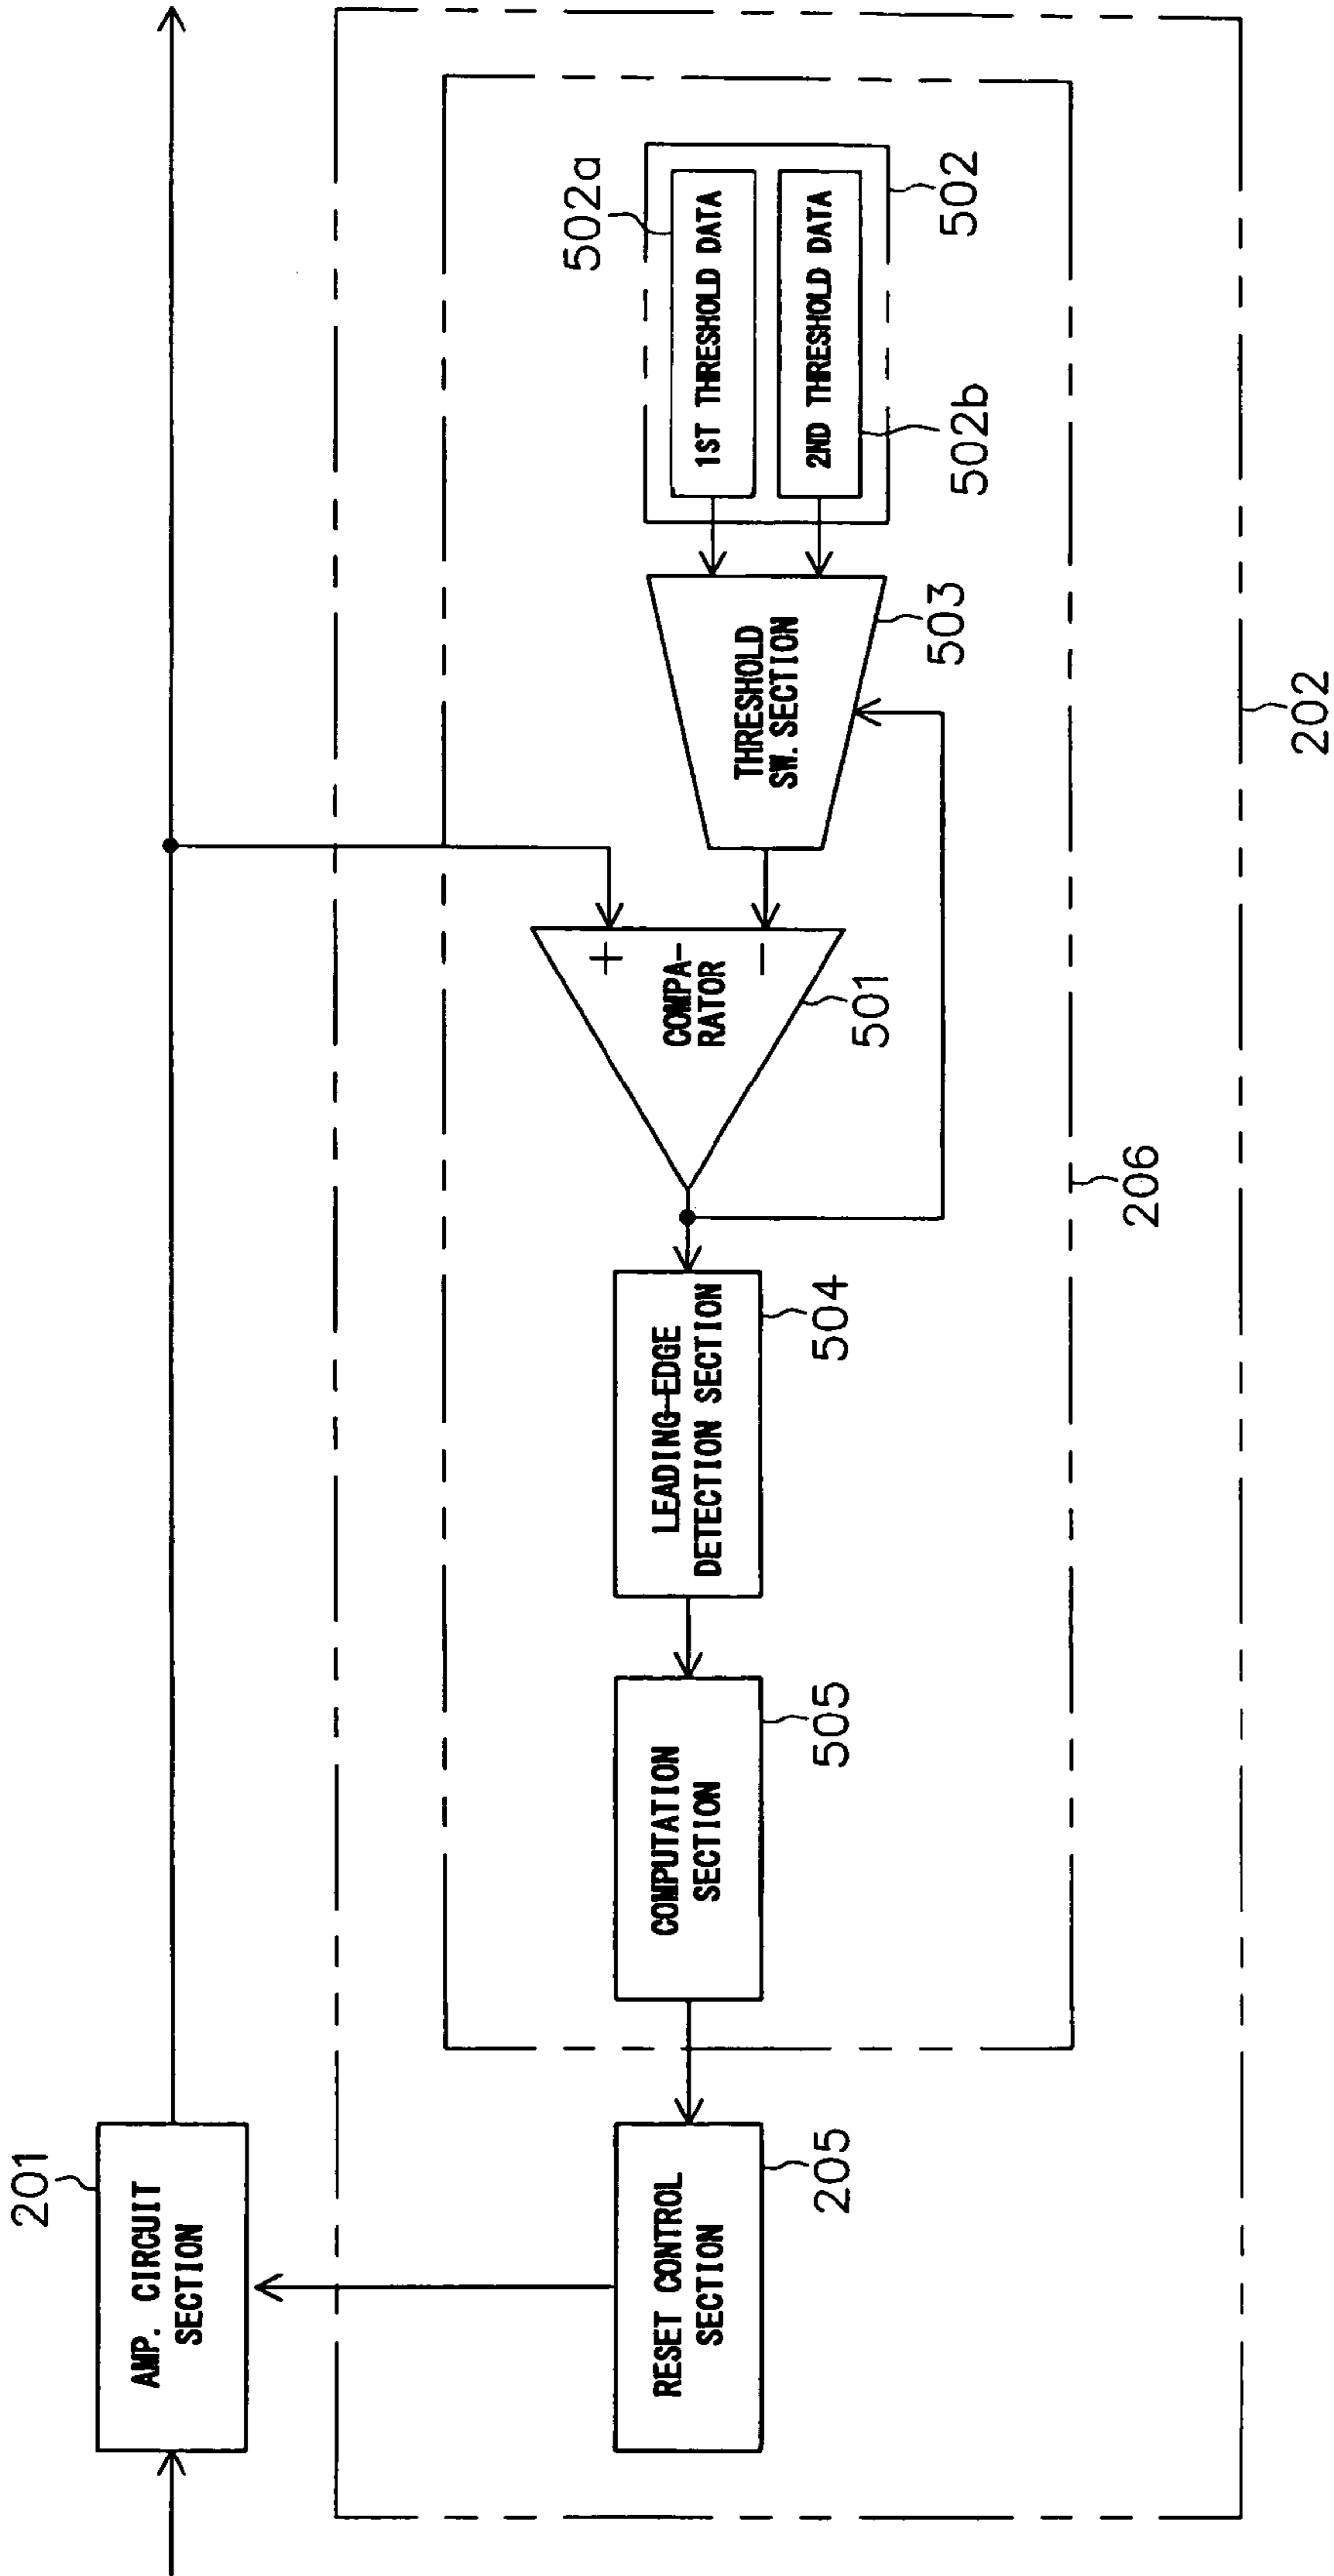 201
AMP. CIRCUIT
SECTION
RESET CONTROL
SECTION
205
COMPUTATION
SECTION
505
LEADING-EDGE
DETECTION SECTION
504
+
−
COMPA-
RATOR
501
THRESHOLD
SW. SECTION
503
502a
1ST THRESHOLD DATA
2ND THRESHOLD DATA
502b
502
206
202